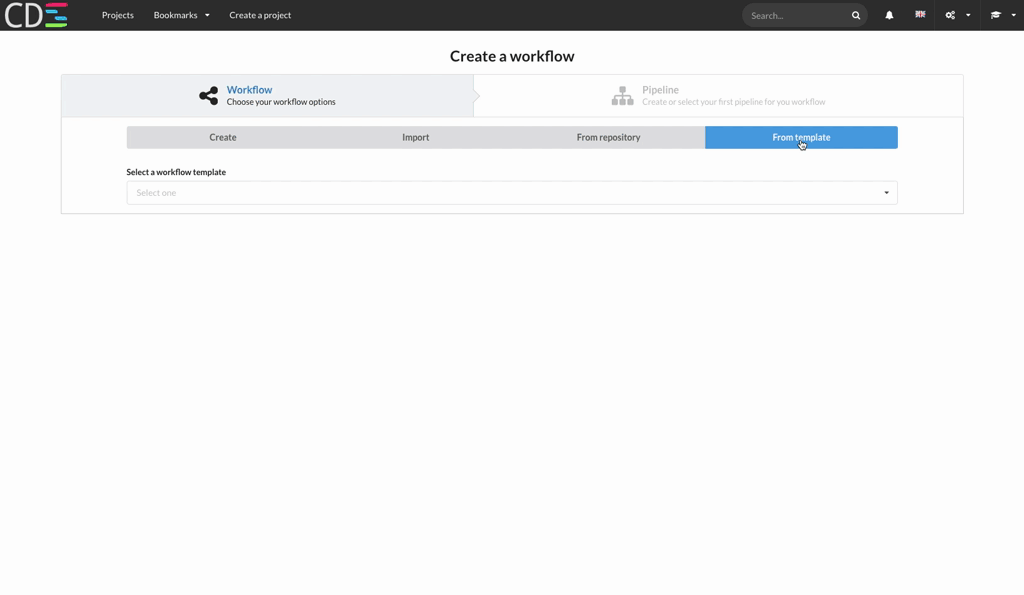 CDE
Projects Bookmarks Create a project Search...
Create a workflow
Workflow
Choose your workflow options
Pipeline
Create or select your first pipeline for you workflow
Create Import From repository From template
Select a workflow template
Select one